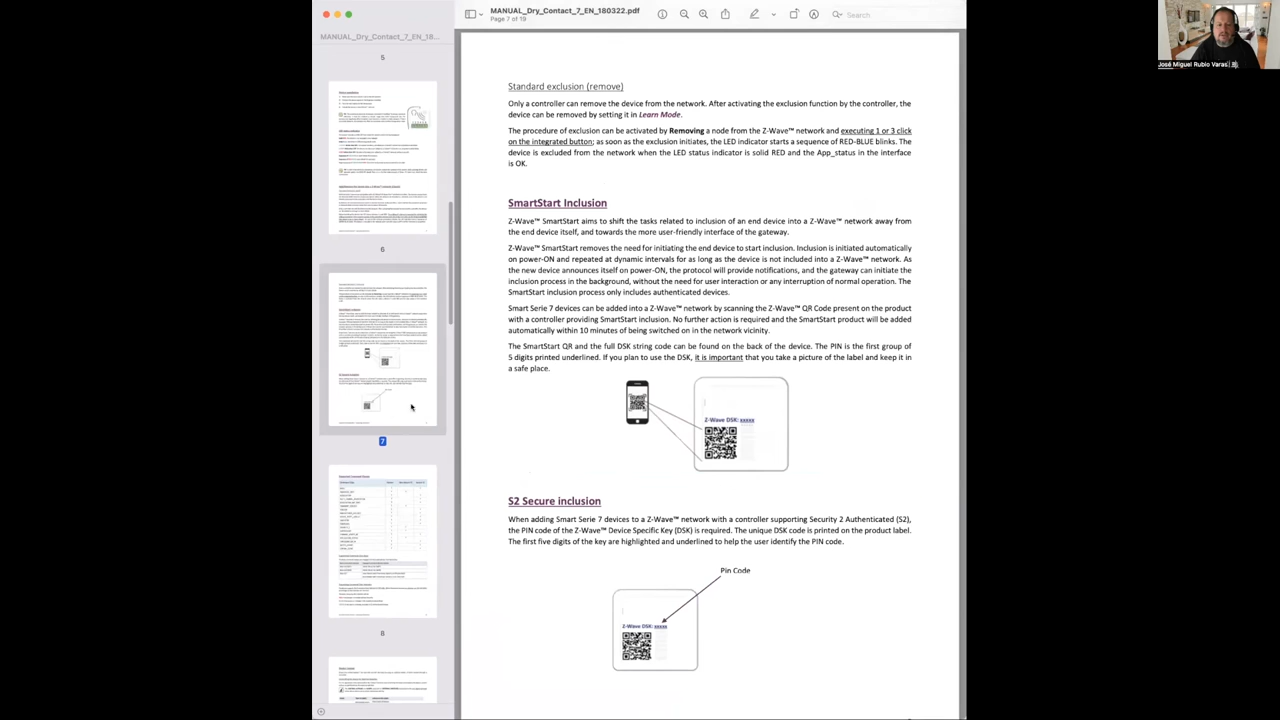 MANUAL_Dry_Contact_7_EN_180322.pdf
Page 7 of 19
Search
MANUAL_Dry_Contact_7_EN_18...
5
6
7
8
Standard exclusion (remove)
Only a controller can remove the device from the network. After activating the exclusion function by the controller, the
device can be removed by setting it in Learn Mode.
The procedure of exclusion can be activated by Removing a node from the Z-Wave™ network and executing 1 or 3 click
on the integrated button; as soon as the exclusion initiates, the LED indicator starts a sequence of RED-BLUE blinks. The
device is excluded from the network when the LED status indicator is solid RED and the App_status in the interface
is OK.
SmartStart Inclusion
Z-Wave™ SmartStart aims to shift the tasks related to inclusion of an end device into a Z-Wave™ network away from
the end device itself, and towards the more user-friendly interface of the gateway.
Z-Wave™ SmartStart removes the need for initiating the end device to start inclusion. Inclusion is initiated automatically
on power-ON and repeated at dynamic intervals for as long as the device is not included into a Z-Wave™ network. As
the new device announces itself on power-ON, the protocol will provide notifications, and the gateway can initiate the
inclusion process in the background, without the need for user interaction or any interruption of normal operation. The
SmartStart inclusion process only includes authenticated devices.
Smart Serie 7 devices can be added into a Z-Wave™ network by scanning the Z-Wave™ QR Code present on the product
with a controller providing SmartStart inclusion. No further action is required and the SmartStart product will be added
automatically within 10 minutes of being switched on in the network vicinity.
The SmartStart QR and the full DSK string code can be found on the back of the device. The PIN is the first group of
5 digits printed underlined. If you plan to use the DSK, it is important that you take a picture of the label and keep it in
a safe place.
Z-Wave DSK: xxxxx
S2 Secure inclusion
When adding Smart Serie 7 devices to a Z-Wave™ network with a controller supporting Security 2 Authenticated (S2),
the PIN code of the Z-Wave™ Device Specific Key (DSK) is required. The unique DSK code is printed on the product label.
The first five digits of the key are highlighted and underlined to help the user identify the PIN code.
Pin Code
Z-Wave DSK: xxxxx
José Miguel Rubio Varas